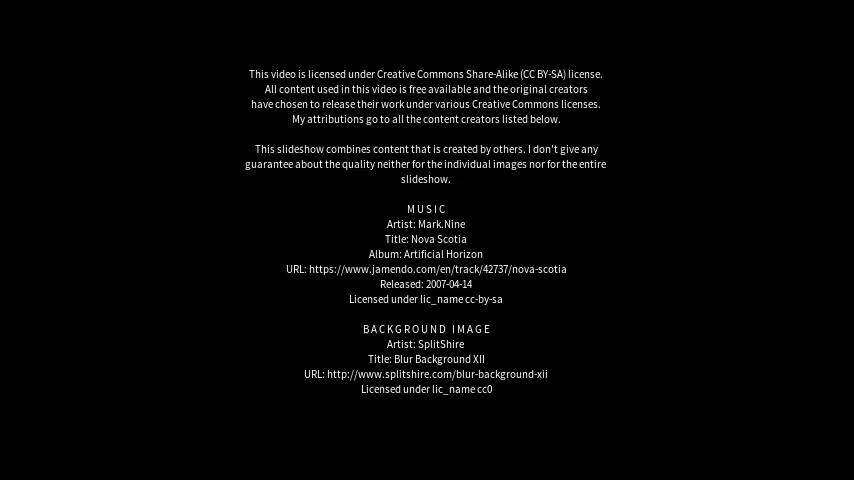 This video is licensed under Creative Commons Share-Alike (CC BY-SA) license.
All content used in this video is free available and the original creators
have chosen to release their work under various Creative Commons licenses.
My attributions go to all the content creators listed below.
This slideshow combines content that is created by others. I don't give any
guarantee about the quality neither for the individual images nor for the entire
slideshow.
MUSIC
Artist: Mark.Nine
Title: Nova Scotia
Album: Artificial Horizon
URL: https://www.jamendo.com/en/track/42737/nova-scotia
Released: 2007-04-14
Licensed under lic_name cc-by-sa
BACKGROUND IMAGE
Artist: SplitShire
Title: Blur Background XII
URL: http://www.splitshire.com/blur-background-xii
Licensed under lic_name cc0